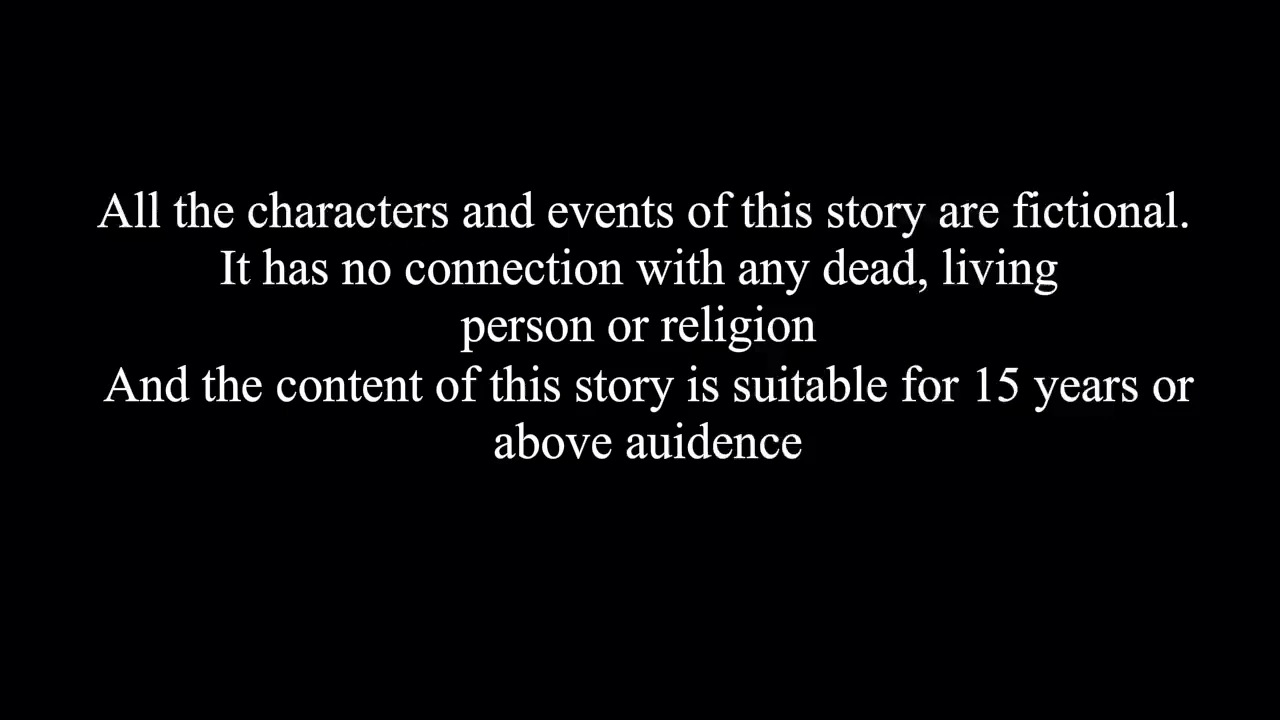 All the characters and events of this story are fictional.
It has no connection with any dead, living
person or religion
And the content of this story is suitable for 15 years or
above auidence